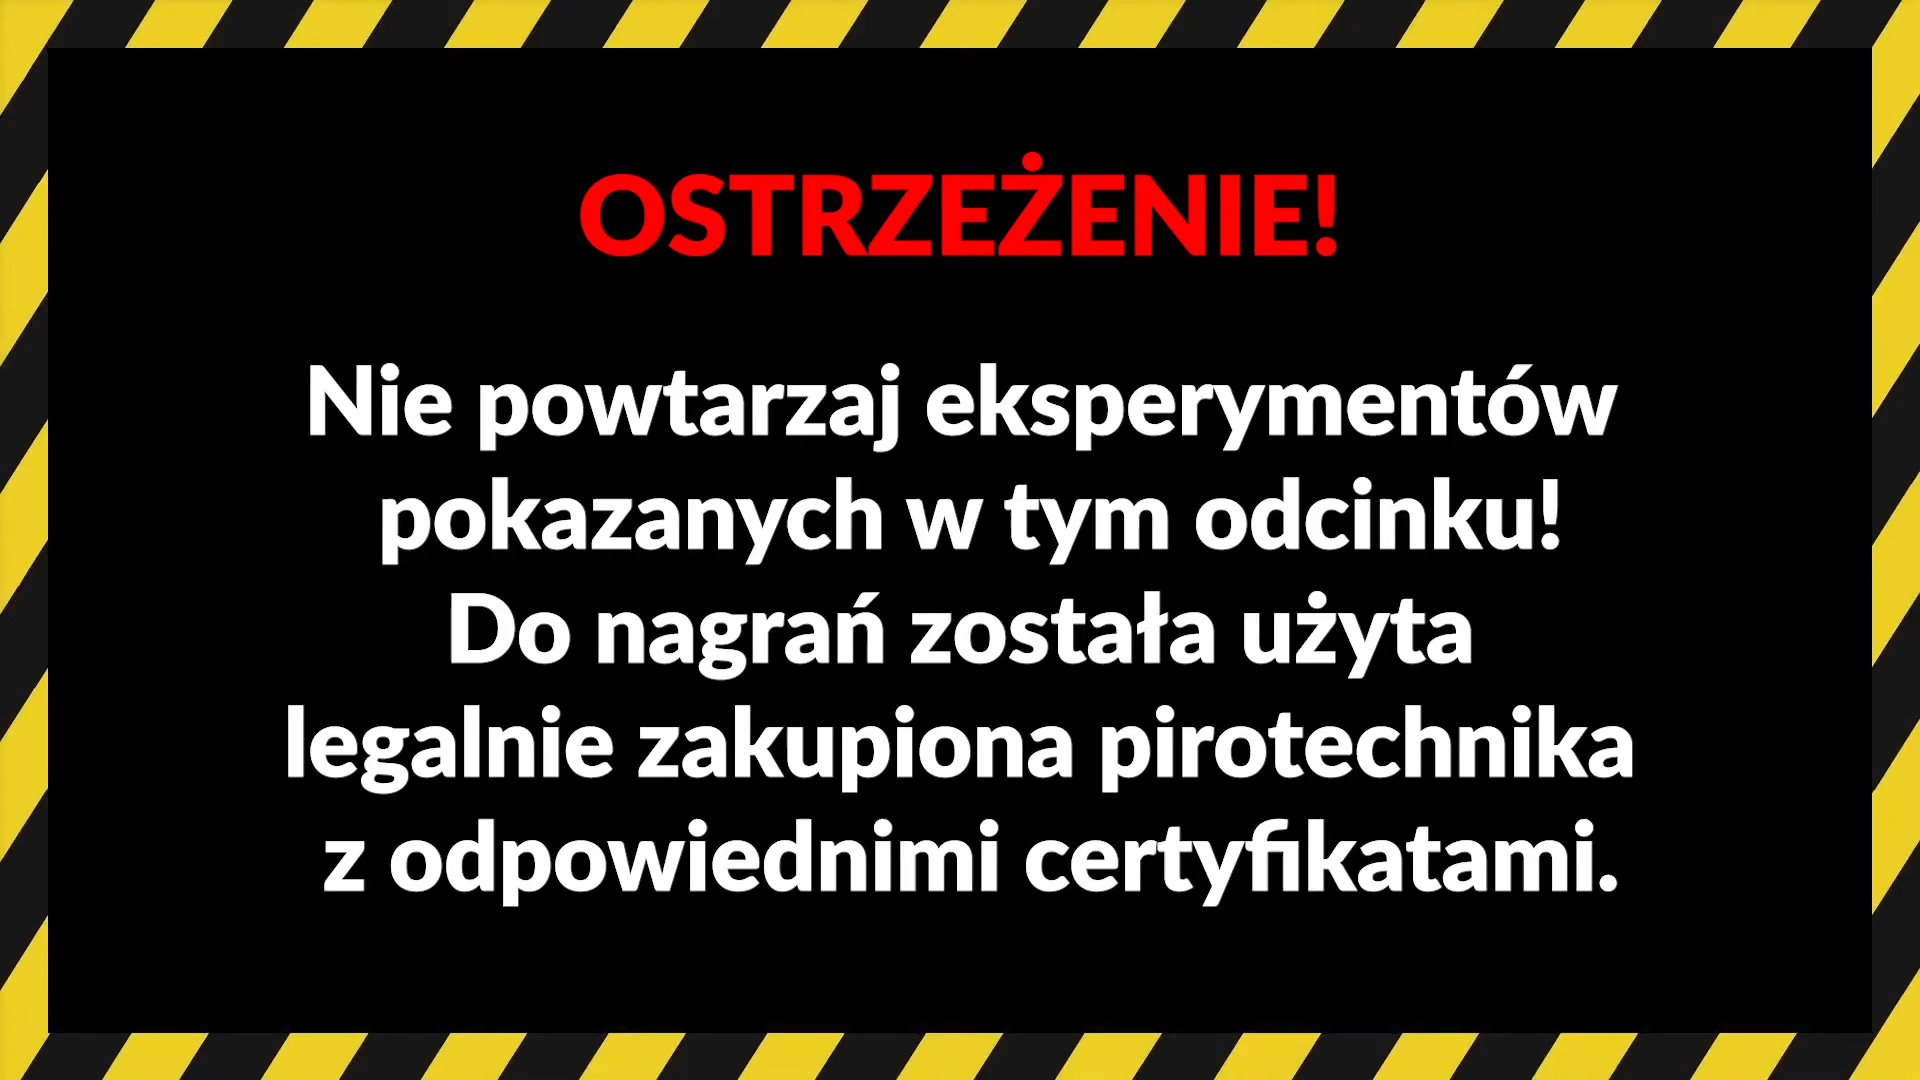 OSTRZEŻENIE!
Nie powtarzaj eksperymentów
pokazanych w tym odcinku!
Do nagrań została użyta
legalnie zakupiona pirotechnika
z odpowiednimi certyfikatami.